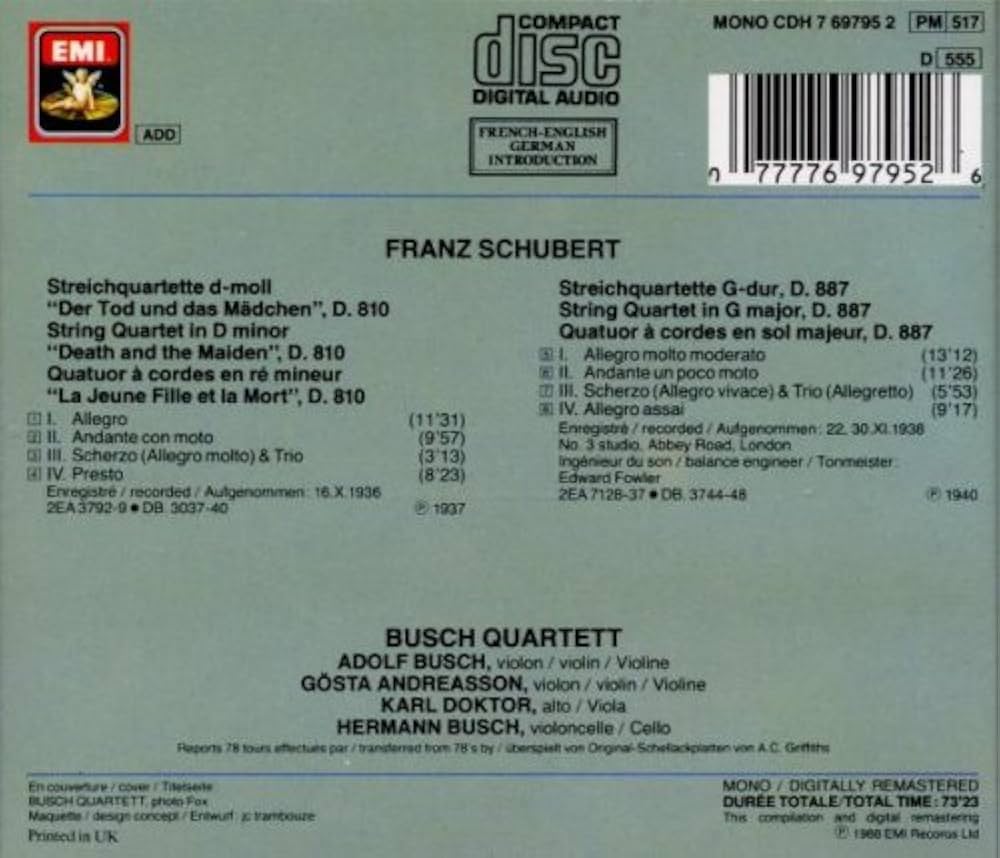 EMI
ADD
COMPACT
disc
DIGITAL AUDIO
FRENCH-ENGLISH
GERMAN
INTRODUCTION
MONO CDH 7 69795 2 PM 517
D 555
0 77776 97952 6
FRANZ SCHUBERT
Streichquartette d-moll
“Der Tod und das Mädchen”, D. 810
String Quartet in D minor
“Death and the Maiden”, D. 810
Quatuor à cordes en ré mineur
“La Jeune Fille et la Mort”, D. 810
1 I. Allegro (11'31)
2 II. Andante con moto (9'57)
3 III. Scherzo (Allegro molto) & Trio (3'13)
4 IV. Presto (8'23)
Enregistré / recorded / Aufgenommen: 16.X.1936
2EA 3792-9 ● DB. 3037-40 ℗ 1937
Streichquartette G-dur, D. 887
String Quartet in G major, D. 887
Quatuor à cordes en sol majeur, D. 887
5 I. Allegro molto moderato (13'12)
6 II. Andante un poco moto (11'26)
7 III. Scherzo (Allegro vivace) & Trio (Allegretto) (5'53)
8 IV. Allegro assai (9'17)
Enregistré / recorded / Aufgenommen: 22, 30.XI.1938
No. 3 studio, Abbey Road, London
Ingénieur du son / balance engineer / Tonmeister:
Edward Fowler
2EA 7128-37 ● DB. 3744-48 ℗ 1940
BUSCH QUARTETT
ADOLF BUSCH, violon / violin / Violine
GÖSTA ANDREASSON, violon / violin / Violine
KARL DOKTOR, alto / Viola
HERMANN BUSCH, violoncelle / Cello
Reports 78 tours effectués par / transferred from 78's by / überspielt von Original-Schellackplatten von A.C. Griffiths
En couverture / cover / Titelseite
BUSCH QUARTETT, photo Fox
Maquette / design concept / Entwurf jc trambouze
Printed in UK
MONO / DIGITALLY REMASTERED
DURÉE TOTALE/TOTAL TIME: 73'23
This compilation and digital remastering
℗ 1988 EMI Records Ltd